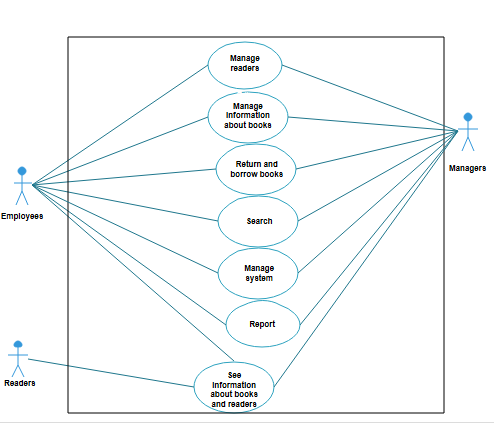 Manage
readers
Manage
information
about books
Return and
borrow books
Search
Manage
system
Report
See
information
about books
and readers
Employees
Readers
Managers